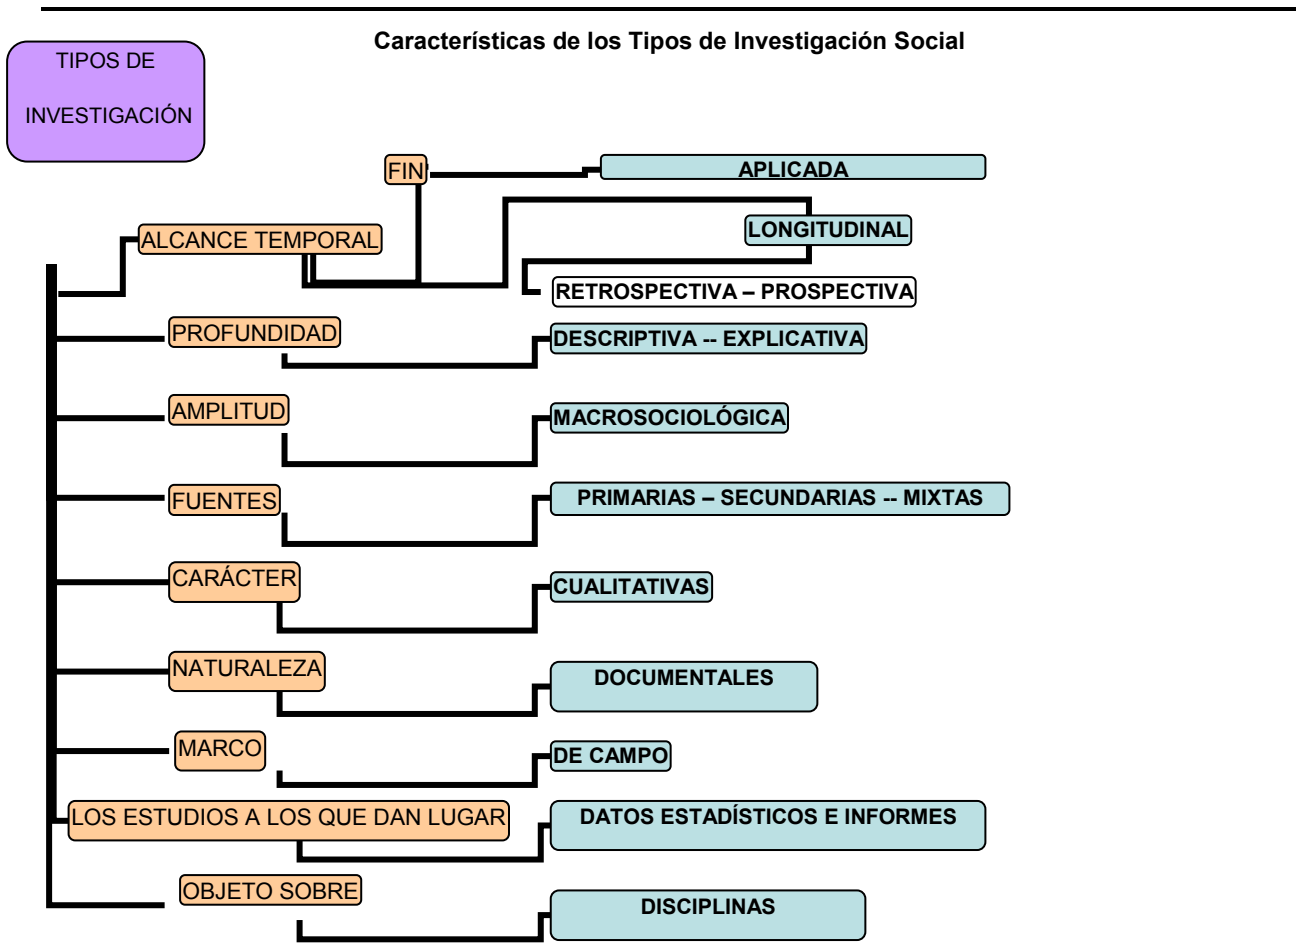 Características de los Tipos de Investigación Social
TIPOS DE
INVESTIGACIÓN
FIN
APLICADA
ALCANCE TEMPORAL
LONGITUDINAL
RETROSPECTIVA – PROSPECTIVA
PROFUNDIDAD
DESCRIPTIVA -- EXPLICATIVA
AMPLITUD
MACROSOCIOLÓGICA
FUENTES
PRIMARIAS – SECUNDARIAS -- MIXTAS
CARÁCTER
CUALITATIVAS
NATURALEZA
DOCUMENTALES
MARCO
DE CAMPO
LOS ESTUDIOS A LOS QUE DAN LUGAR
DATOS ESTADÍSTICOS E INFORMES
OBJETO SOBRE
DISCIPLINAS